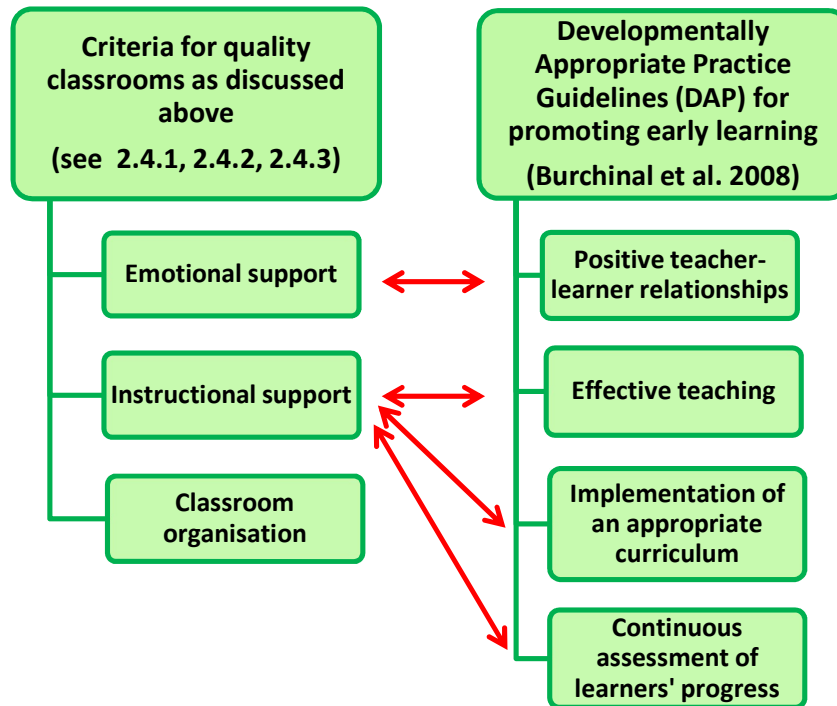 Criteria for quality
classrooms as discussed
above
(see 2.4.1, 2.4.2, 2.4.3)
Emotional support
Instructional support
Classroom
organisation
Developmentally
Appropriate Practice
Guidelines (DAP) for
promoting early learning
(Burchinal et al. 2008)
Positive teacher-
learner relationships
Effective teaching
Implementation of
an appropriate
curriculum
Continuous
assessment of
learners' progress